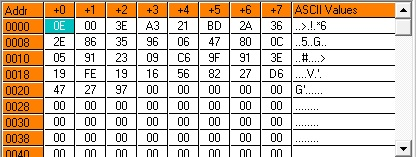 Addr +0 +1 +2 +3 +4 +5 +6 +7 ASCII Values
0000 0E 00 3E A3 21 BD 2A 36 ..>.!.*6
0008 2E 86 35 96 06 47 80 0C ..5..G..
0010 05 91 23 09 C6 9F 91 3E ..#....>
0018 19 FE 19 16 56 82 27 D6 ....V.'.
0020 47 27 97 00 00 00 00 00 G'......
0028 00 00 00 00 00 00 00 00 ........
0030 00 00 00 00 00 00 00 00 ........
0038 00 00 00 00 00 00 00 00 ........
0040 00 00 00 00 00 00 00 00